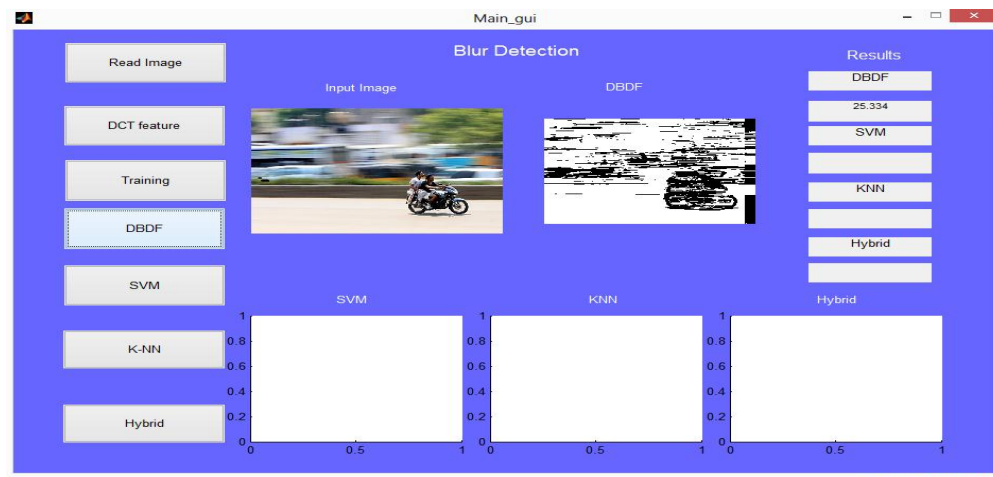 Main_gui
Blur Detection
Read Image
DCT feature
Training
DBDF
SVM
K-NN
Hybrid
Input Image
DBDF
Results
DBDF
25.334
SVM
KNN
Hybrid
SVM
1
0.8
0.6
0.4
0.2
0
0 0.5 1
KNN
1
0.8
0.6
0.4
0.2
0
0 0.5 1
Hybrid
1
0.8
0.6
0.4
0.2
0
0 0.5 1